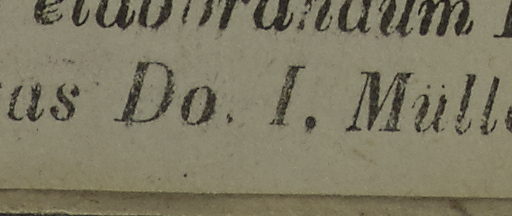 elaborandum
as Do. I. Müll